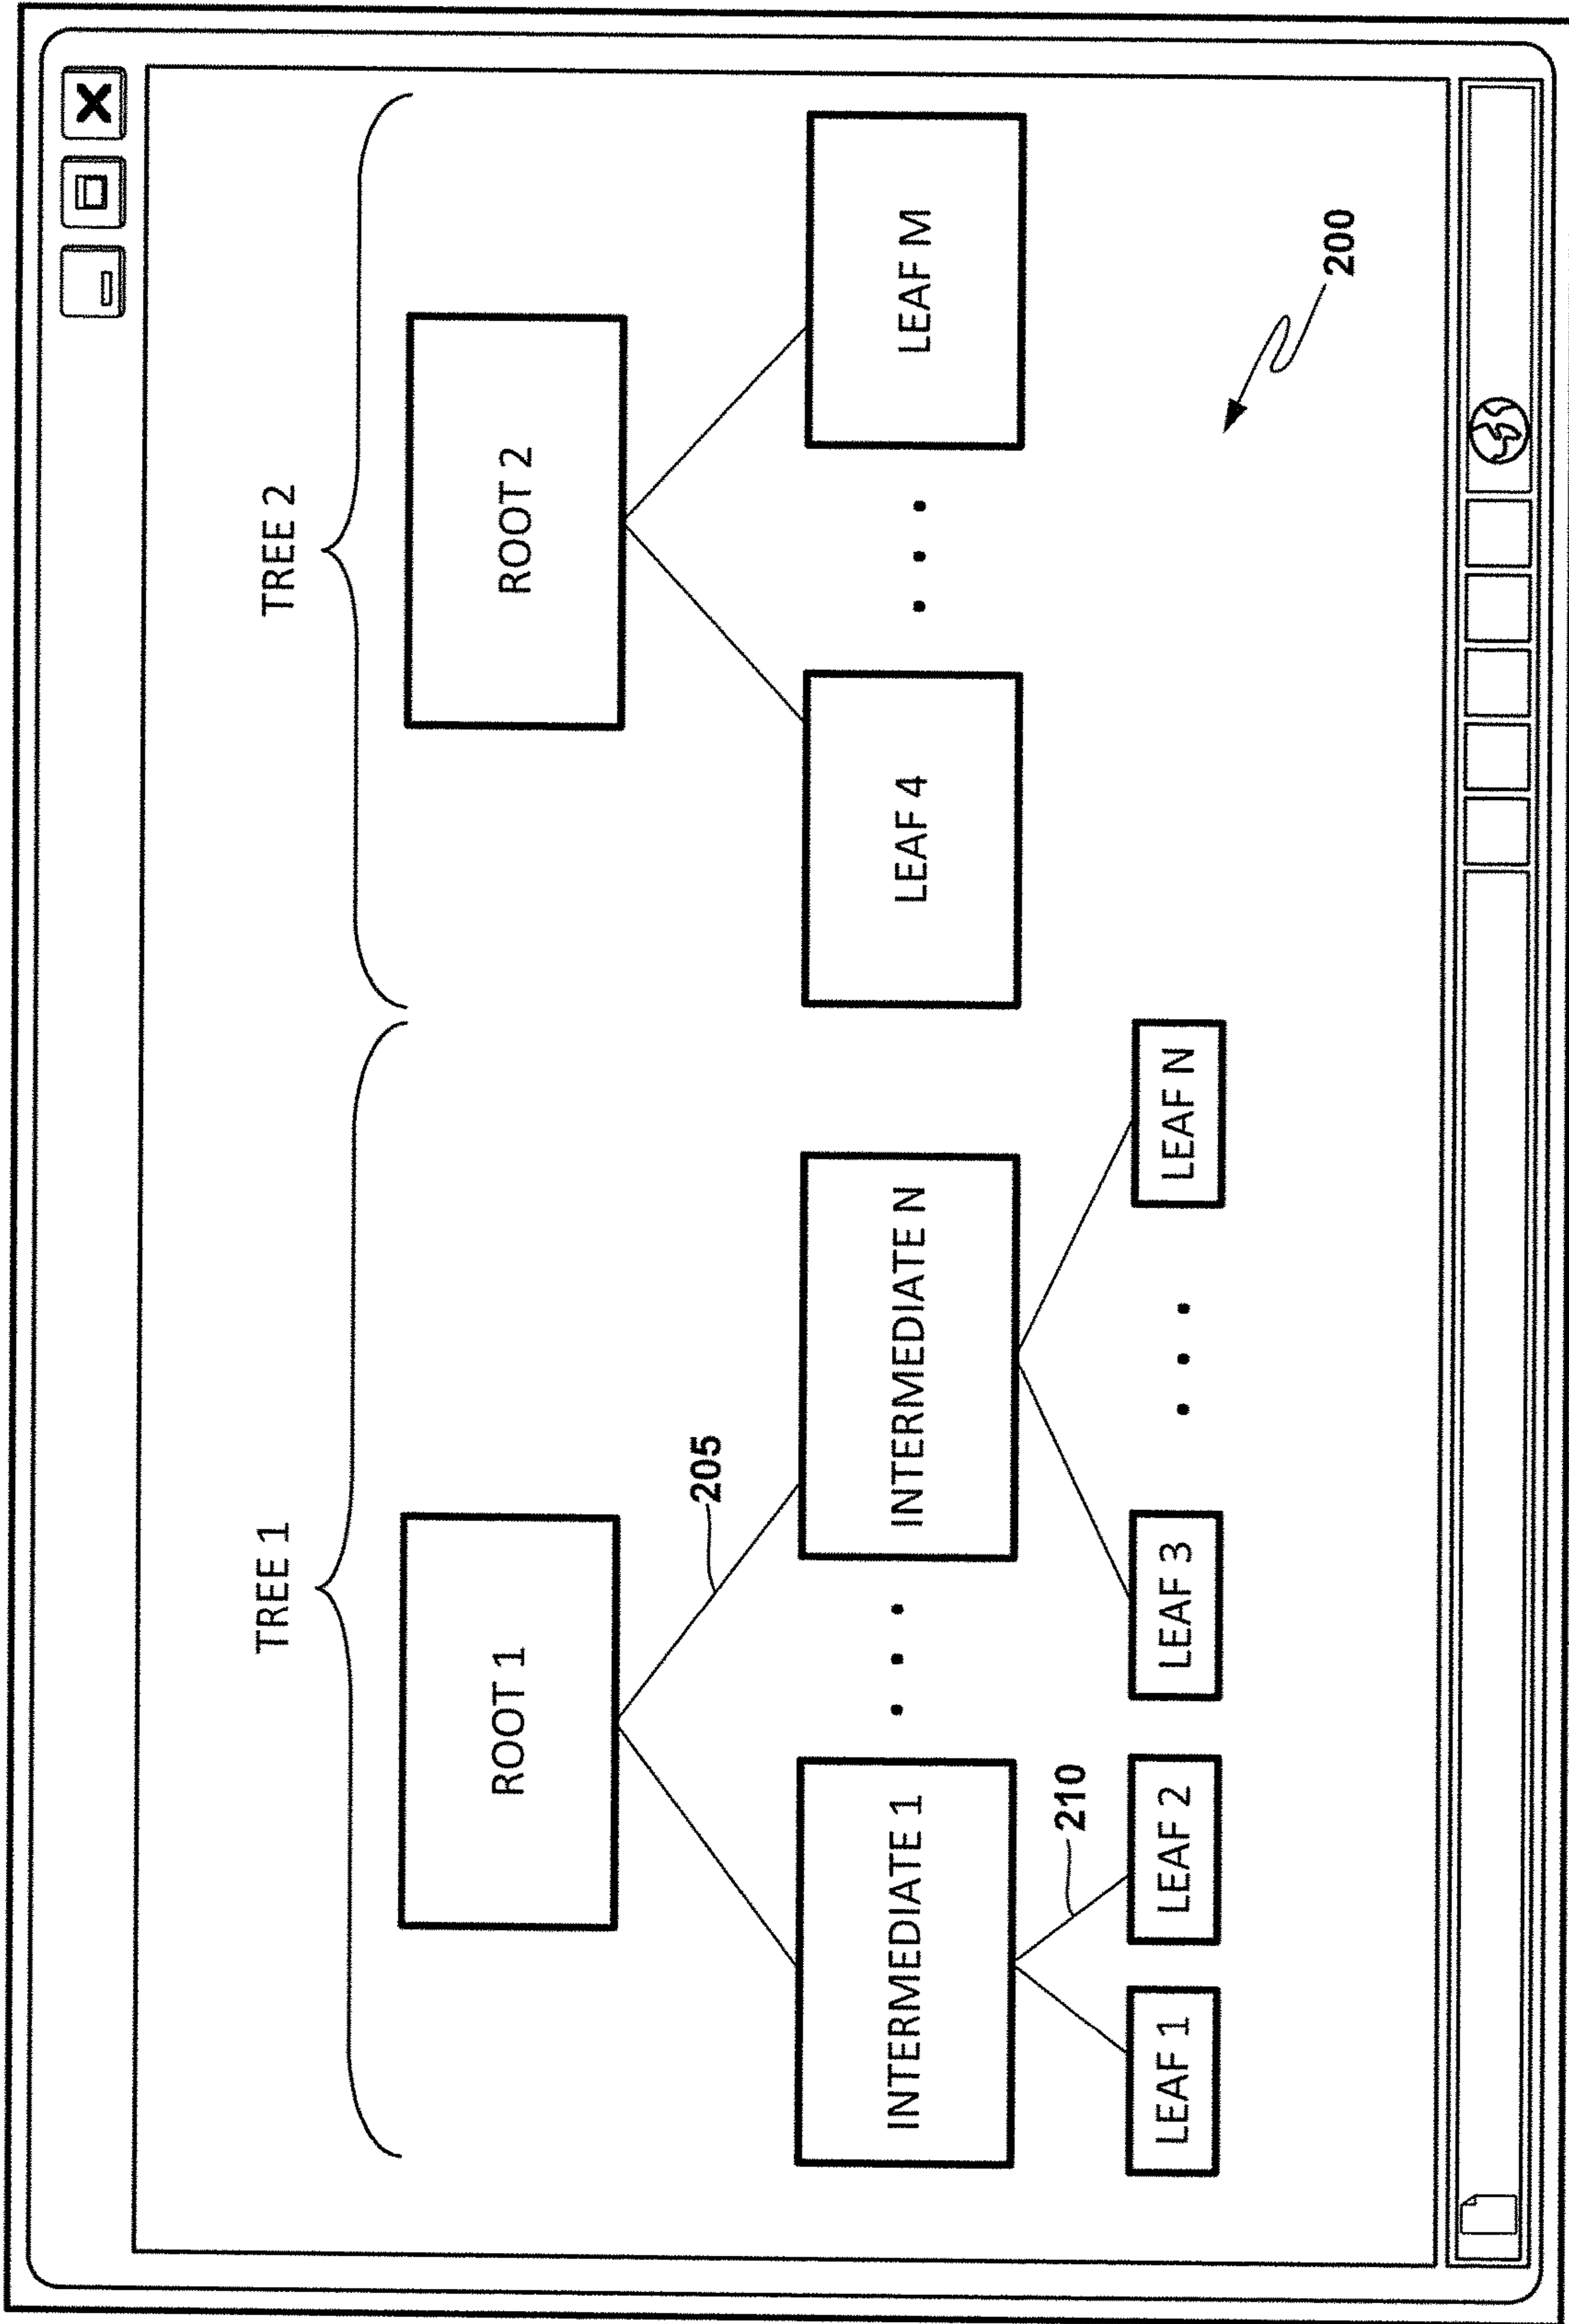 TREE 1
TREE 2
ROOT 1
ROOT 2
205
INTERMEDIATE 1
INTERMEDIATE N
LEAF 4
LEAF M
210
LEAF 1
LEAF 2
LEAF 3
LEAF N
200